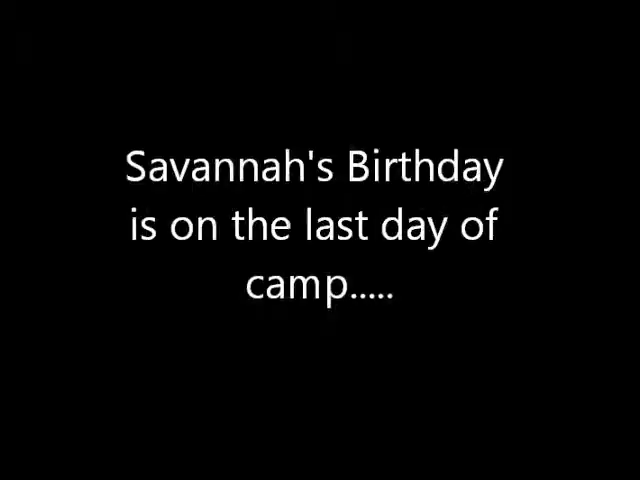 Savannah's Birthday
is on the last day of
camp.....